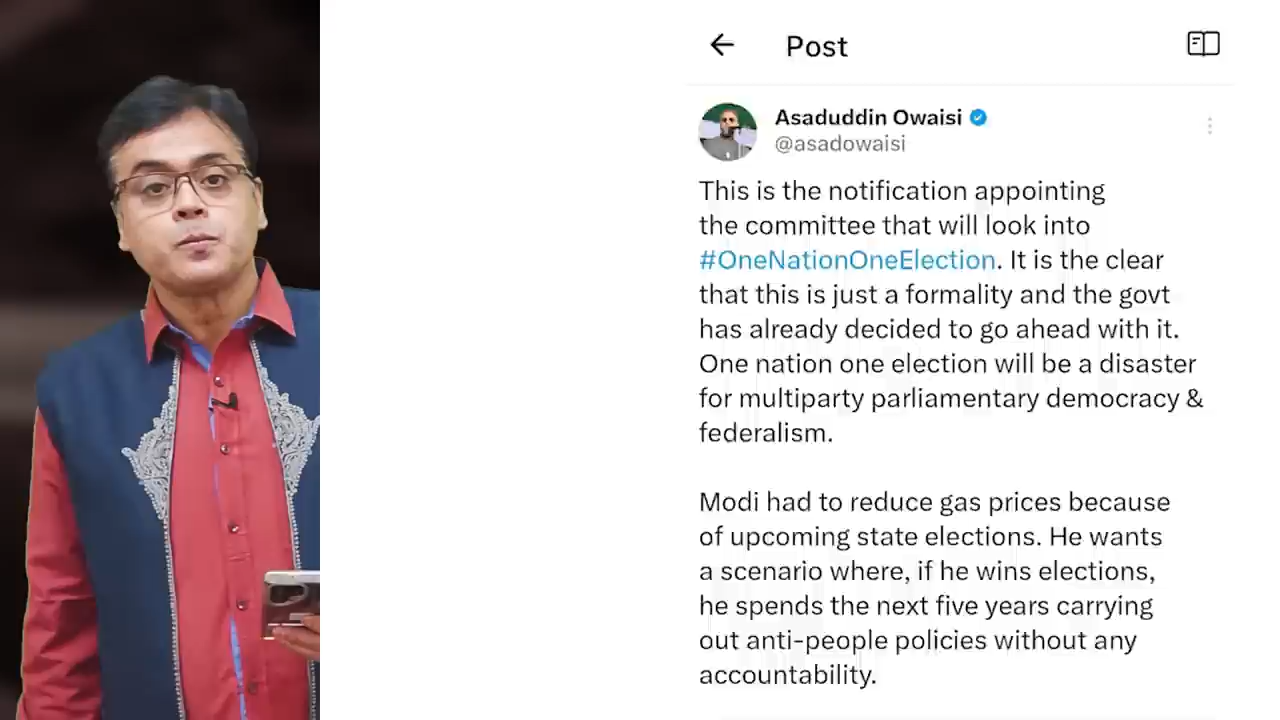 Post
Asaduddin Owaisi
@asadowaisi
This is the notification appointing
the committee that will look into
#OneNationOneElection. It is the clear
that this is just a formality and the govt
has already decided to go ahead with it.
One nation one election will be a disaster
for multiparty parliamentary democracy &
federalism.
Modi had to reduce gas prices because
of upcoming state elections. He wants
a scenario where, if he wins elections,
he spends the next five years carrying
out anti-people policies without any
accountability.